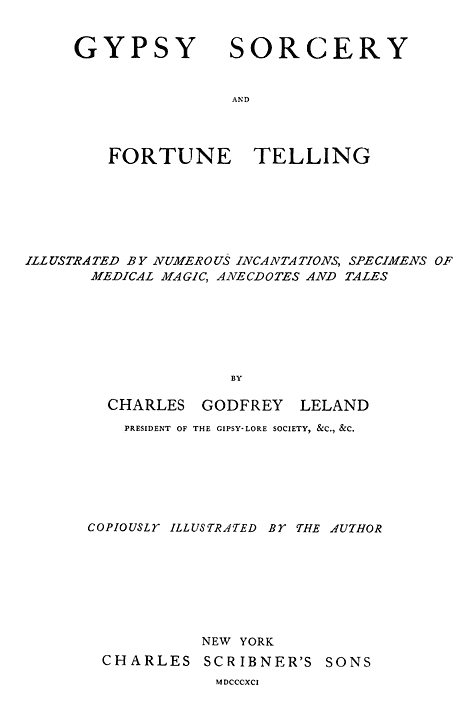 GYPSY SORCERY
AND
FORTUNE TELLING
ILLUSTRATED BY NUMEROUS INCANTATIONS, SPECIMENS OF
MEDICAL MAGIC, ANECDOTES AND TALES
BY
CHARLES GODFREY LELAND
PRESIDENT OF THE GIPSY-LORE SOCIETY, &C., &C.
COPIOUSLY ILLUSTRATED BY THE AUTHOR
NEW YORK
CHARLES SCRIBNER'S SONS
MDCCCXCI